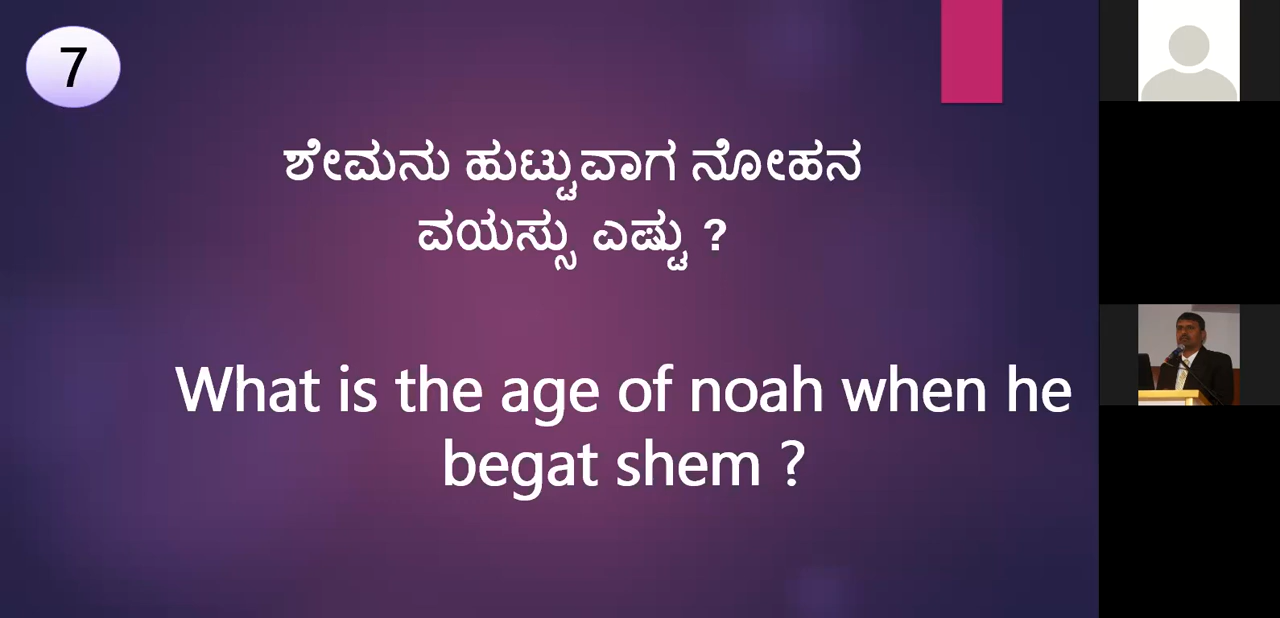 7
ಶೇಮನು ಹುಟ್ಟುವಾಗ ನೋಹನ
ವಯಸ್ಸು ಎಷ್ಟು ?
What is the age of noah when he
begat shem ?